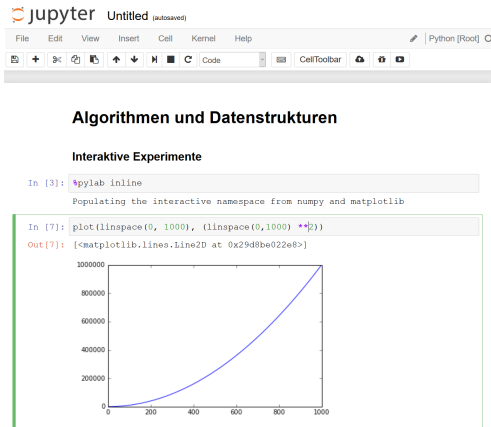 jupyter Untitled (autosaved)
File Edit View Insert Cell Kernel Help Python [Root]
Code CellToolbar
Algorithmen und Datenstrukturen
Interaktive Experimente
In [3]: %pylab inline
Populating the interactive namespace from numpy and matplotlib
In [7]: plot(linspace(0, 1000), (linspace(0,1000) **2))
Out[7]: [<matplotlib.lines.Line2D at 0x29d8be022e8>]
1000000
800000
600000
400000
200000
0
0 200 400 600 800 1000